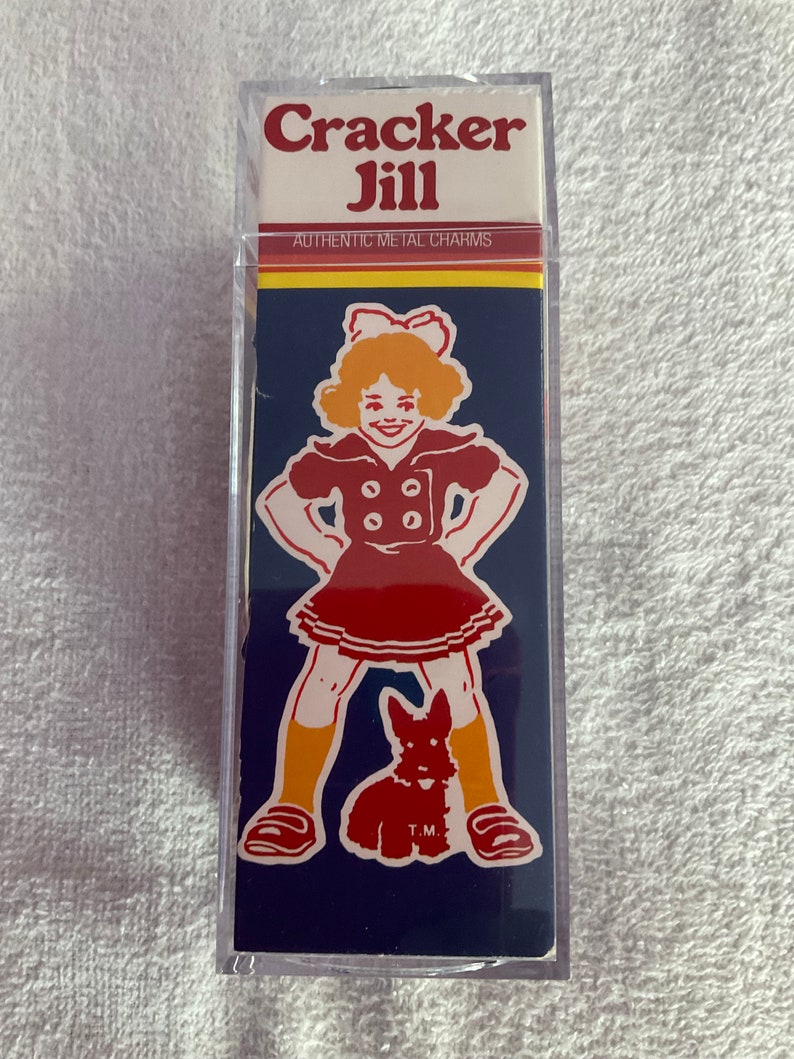 Cracker
Jill
AUTHENTIC METAL CHARMS
T.M.